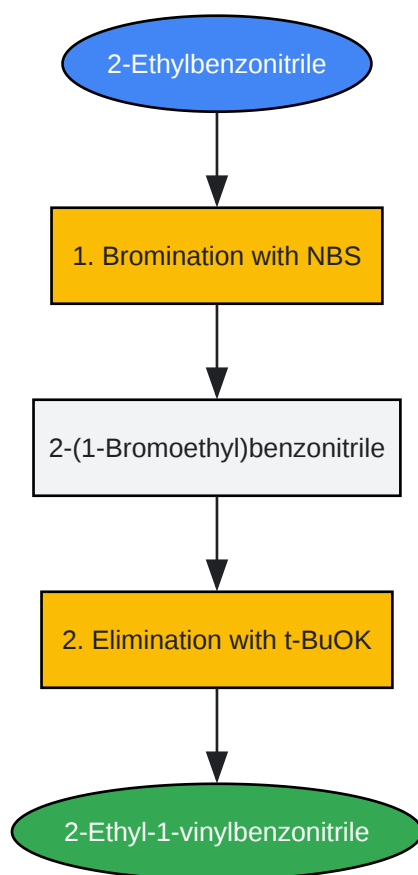 2-Ethylbenzonitrile
1. Bromination with NBS
2-(1-Bromoethyl)benzonitrile
2. Elimination with t-BuOK
2-Ethyl-1-vinylbenzonitrile